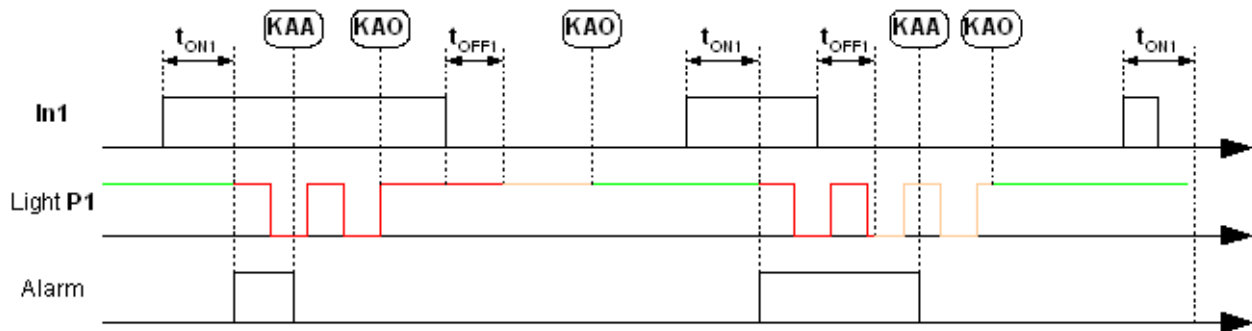 KAA KAO KAO KAA KAO
tON1 tOFF1 tON1 tOFF1 tON1
In1
Light P1
Alarm